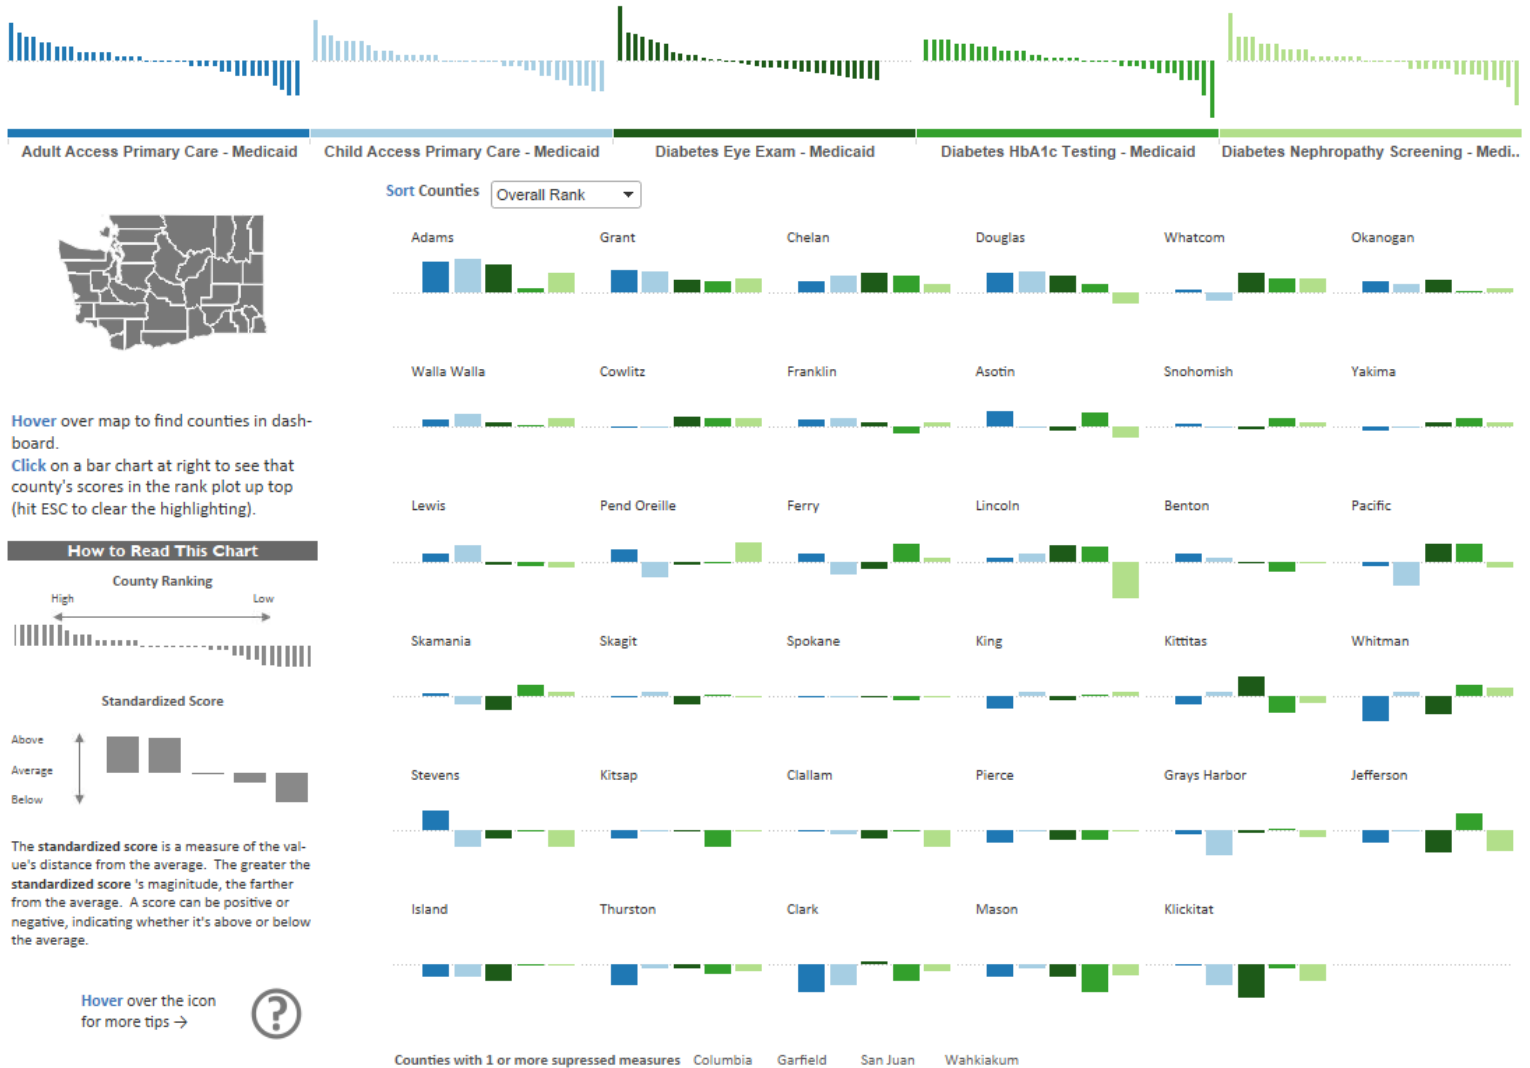 Adult Access Primary Care - Medicaid
Child Access Primary Care - Medicaid
Diabetes Eye Exam - Medicaid
Diabetes HbA1c Testing - Medicaid
Diabetes Nephropathy Screening - Medi..
Sort Counties
Overall Rank
Adams
Grant
Chelan
Douglas
Whatcom
Okanogan
Walla Walla
Cowlitz
Franklin
Asotin
Snohomish
Yakima
Hover over map to find counties in dash-
board.
Click on a bar chart at right to see that
county's scores in the rank plot up top
(hit ESC to clear the highlighting).
Lewis
Pend Oreille
Ferry
Lincoln
Benton
Pacific
How to Read This Chart
County Ranking
High
Low
Skamania
Skagit
Spokane
King
Kittitas
Whitman
Standardized Score
Above
Average
Below
Stevens
Kitsap
Clallam
Pierce
Grays Harbor
Jefferson
The standardized score is a measure of the val-
ue's distance from the average.  The greater the
standardized score 's maginitude, the farther
from the average.  A score can be positive or
negative, indicating whether it's above or below
the average.
Island
Thurston
Clark
Mason
Klickitat
Hover over the icon
for more tips →
?
Counties with 1 or more supressed measures
Columbia
Garfield
San Juan
Wahkiakum